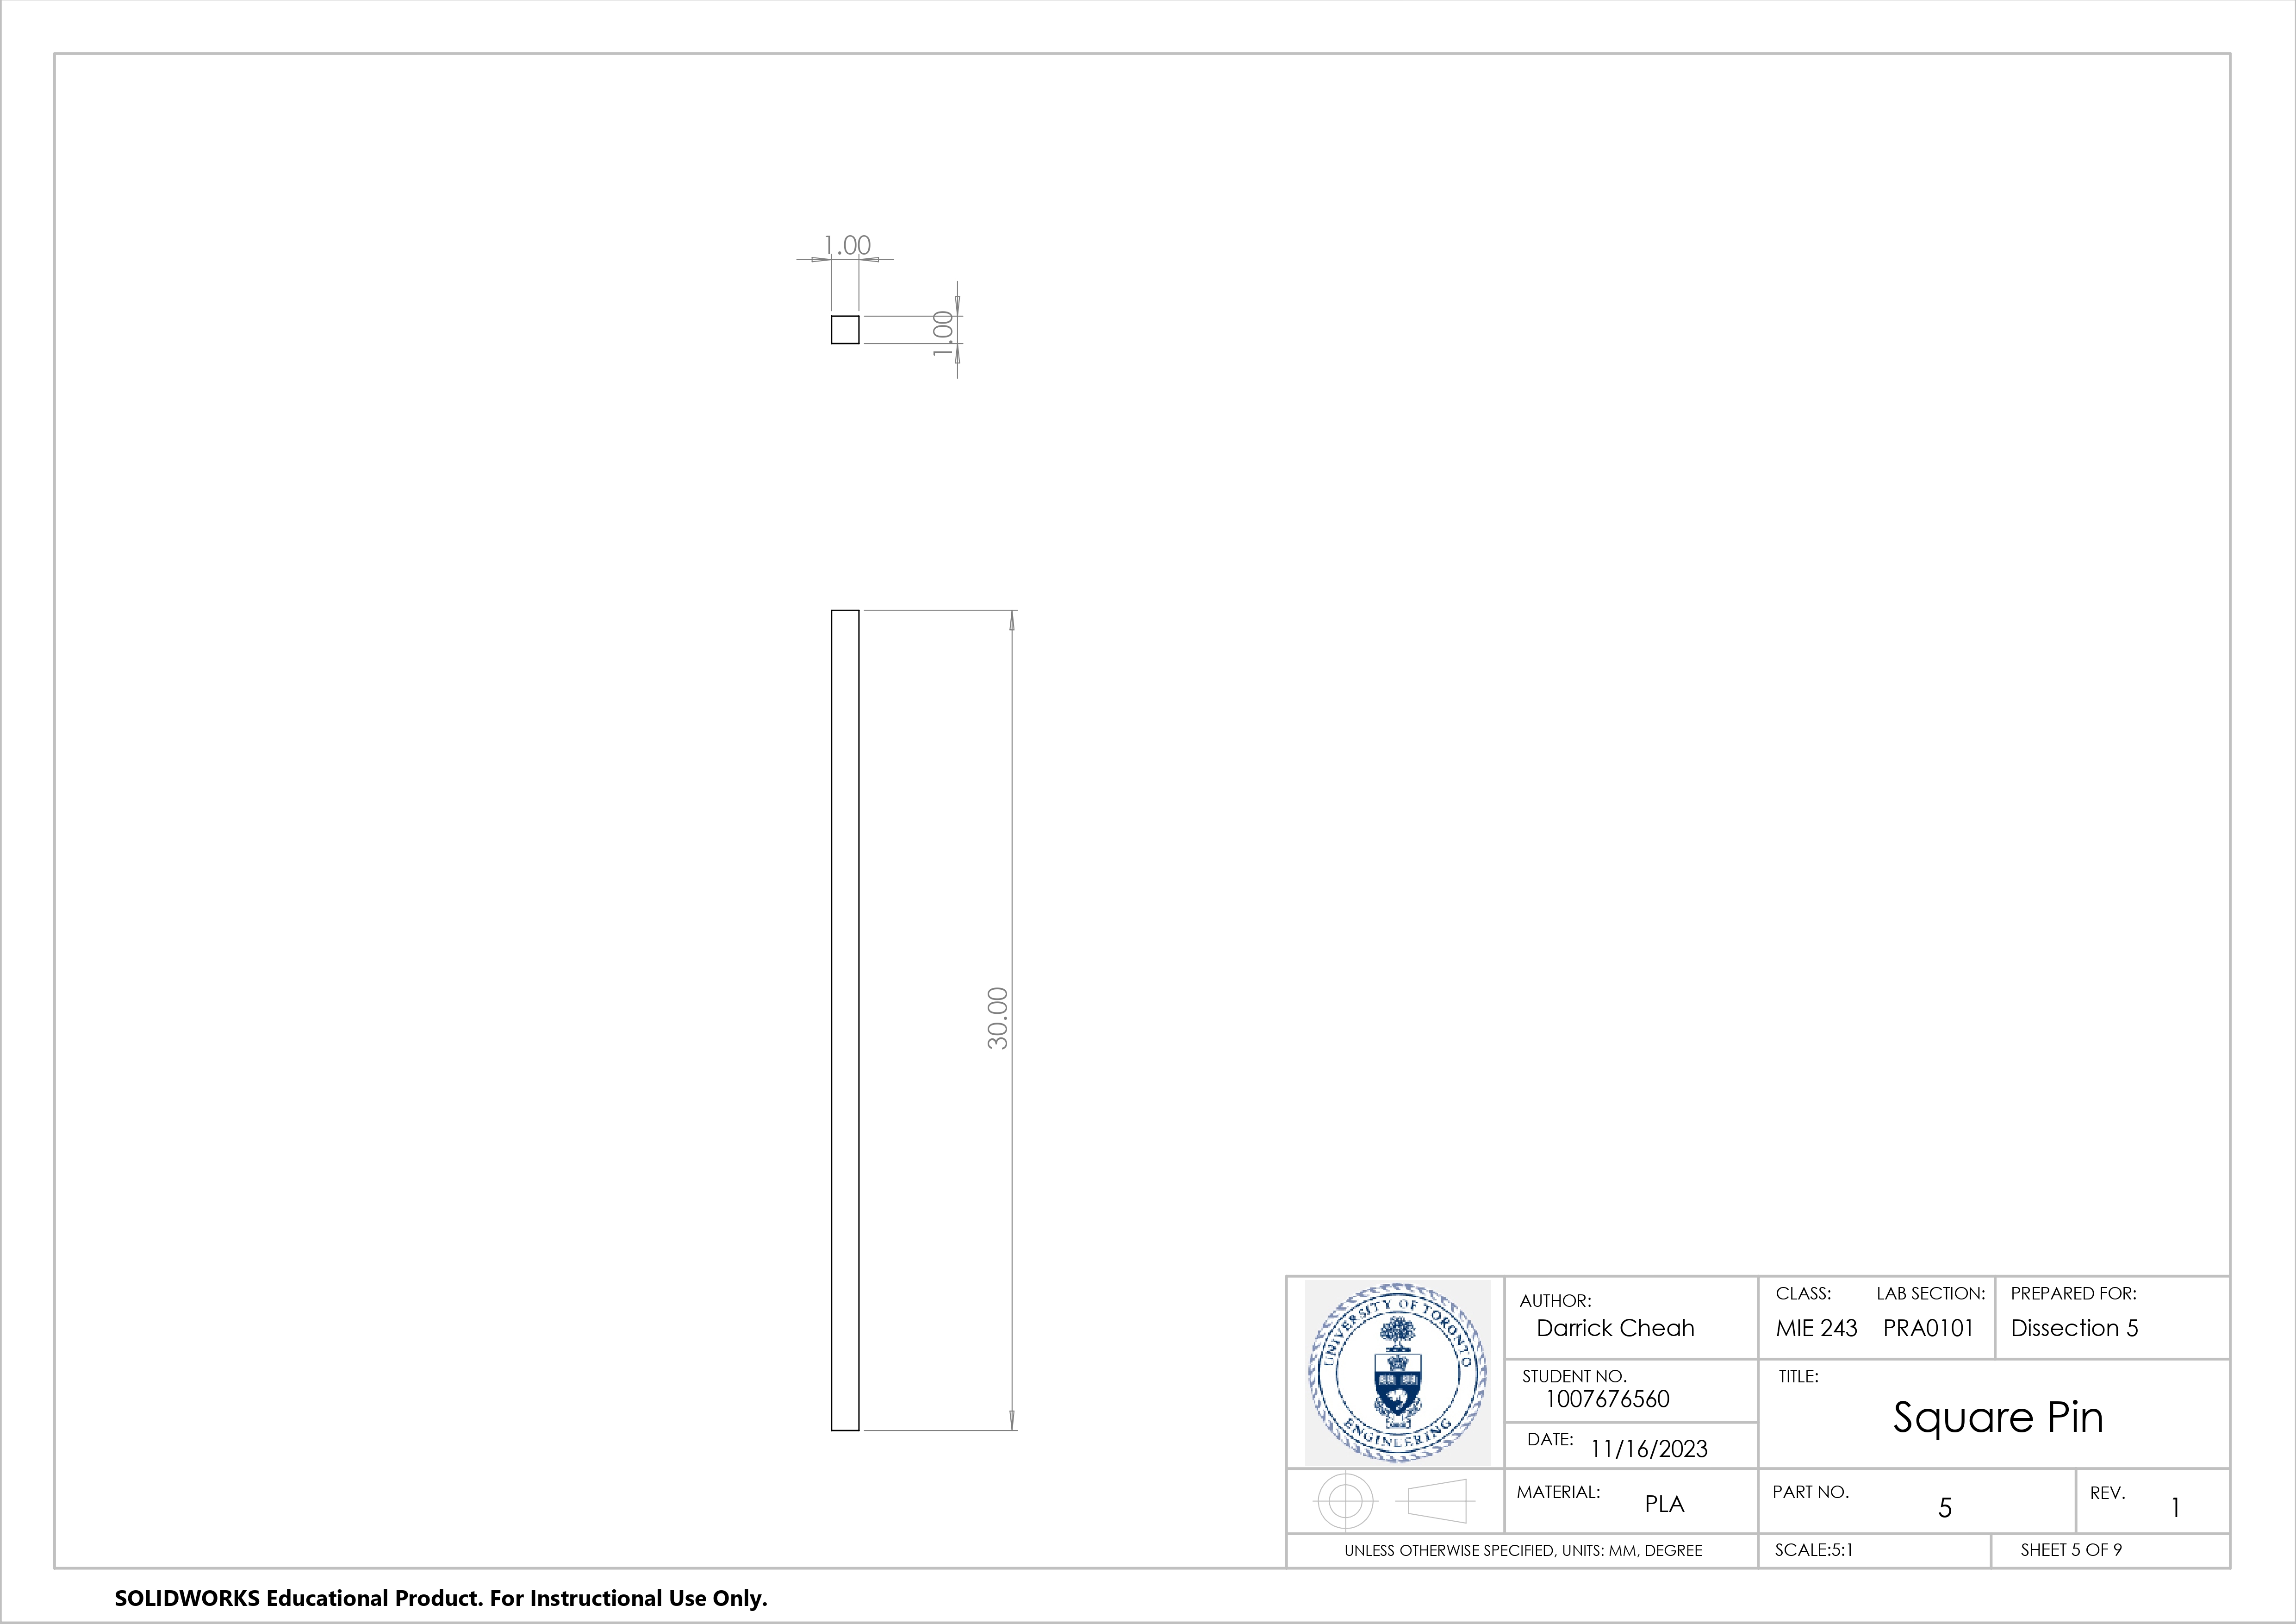 1.00
1.00
30.00
UNIVERSITY OF TORONTO
ENGINEERING
AUTHOR:
Darrick Cheah
CLASS: LAB SECTION:
MIE 243 PRA0101
PREPARED FOR:
Dissection 5
STUDENT NO.
1007676560
DATE: 11/16/2023
TITLE:
Square Pin
MATERIAL: PLA
PART NO. 5
REV. 1
UNLESS OTHERWISE SPECIFIED, UNITS: MM, DEGREE
SCALE:5:1
SHEET 5 OF 9
SOLIDWORKS Educational Product. For Instructional Use Only.